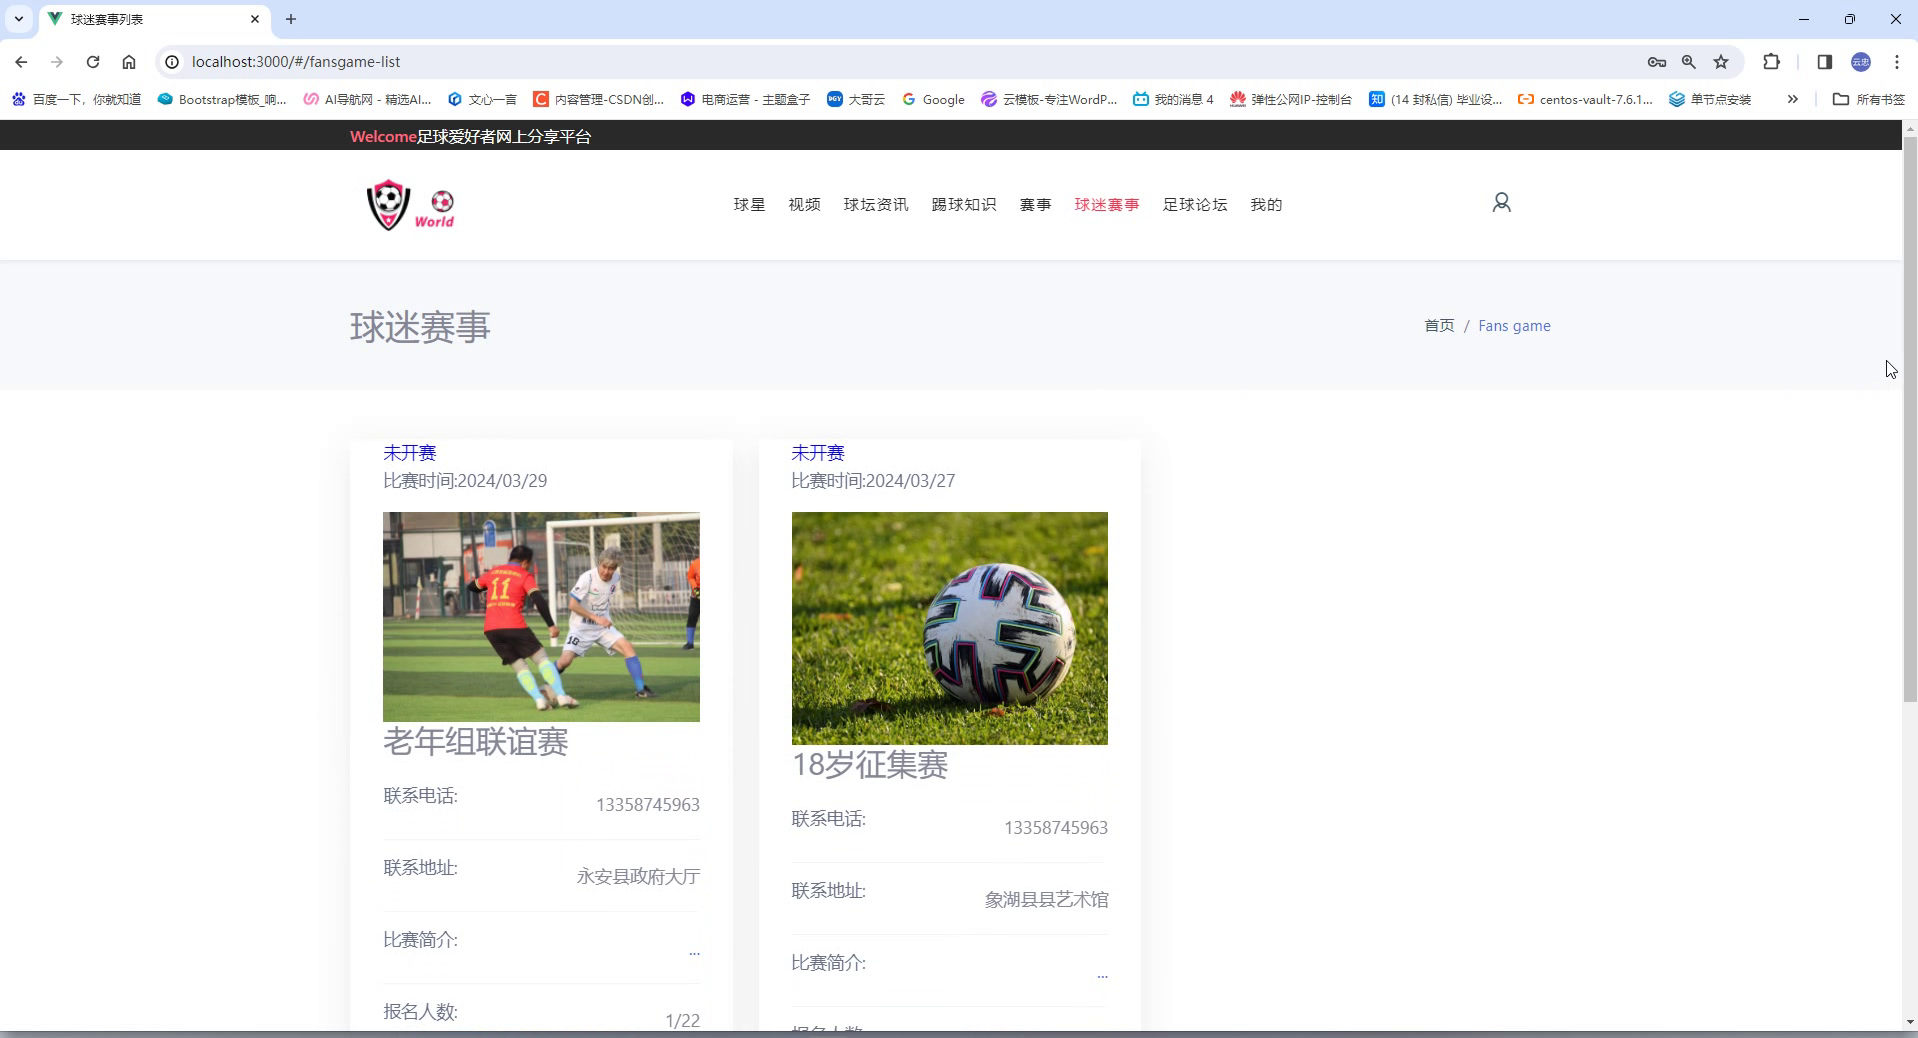 球迷赛事列表
localhost:3000/#/fansgame-list
云忠
百度一下，你就知道 Bootstrap模板_响... AI导航网 - 精选AI... 文心一言 内容管理-CSDN创... 电商运营 - 主题盒子 大哥云 Google 云模板-专注WordP... 我的消息 4 弹性公网IP-控制台 (14 封私信) 毕业设... centos-vault-7.6.1... 单节点安装 所有书签
Welcome足球爱好者网上分享平台
World
球星 视频 球坛资讯 踢球知识 赛事 球迷赛事 足球论坛 我的
球迷赛事
首页 / Fans game
未开赛
比赛时间:2024/03/29
11
16
老年组联谊赛
联系电话: 13358745963
联系地址: 永安县政府大厅
比赛简介: ...
报名人数: 1/22
未开赛
比赛时间:2024/03/27
18岁征集赛
联系电话: 13358745963
联系地址: 象湖县县艺术馆
比赛简介: ...
报名人数